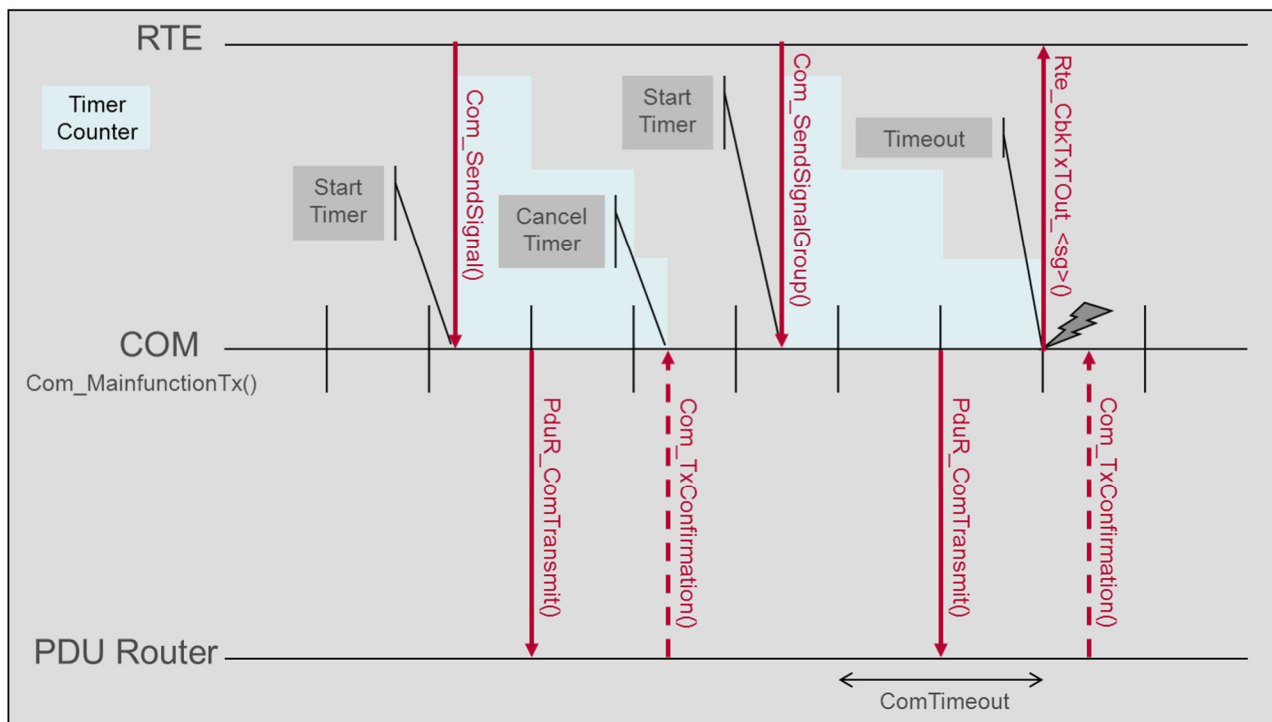 RTE
Timer
Counter
Start
Timer
Com_SendSignal()
Cancel
Timer
Start
Timer
Com_SendSignalGroup()
Timeout
Rte_CbkTxTOut_<sg>()
COM
Com_MainfunctionTx()
PduR_ComTransmit()
Com_TxConfirmation()
PduR_ComTransmit()
Com_TxConfirmation()
PDU Router
ComTimeout